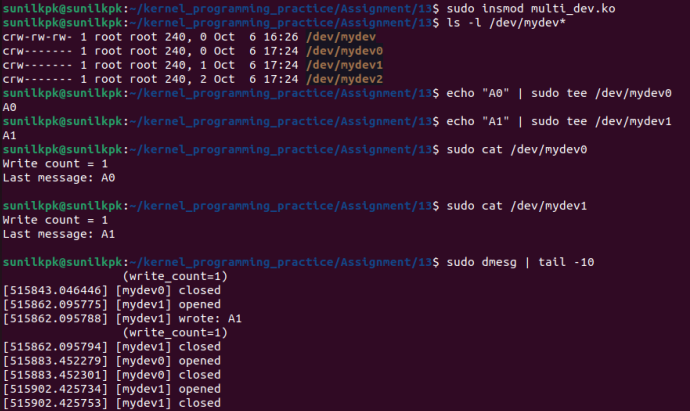 sunilkpk@sunilkpk:~/kernel_programming_practice/Assignment/13$ sudo insmod multi_dev.ko
sunilkpk@sunilkpk:~/kernel_programming_practice/Assignment/13$ ls -l /dev/mydev*
crw-rw-rw- 1 root root 240, 0 Oct  6 16:26 /dev/mydev
crw------- 1 root root 240, 0 Oct  6 17:24 /dev/mydev0
crw------- 1 root root 240, 1 Oct  6 17:24 /dev/mydev1
crw------- 1 root root 240, 2 Oct  6 17:24 /dev/mydev2
sunilkpk@sunilkpk:~/kernel_programming_practice/Assignment/13$ echo "A0" | sudo tee /dev/mydev0
A0
sunilkpk@sunilkpk:~/kernel_programming_practice/Assignment/13$ echo "A1" | sudo tee /dev/mydev1
A1
sunilkpk@sunilkpk:~/kernel_programming_practice/Assignment/13$ sudo cat /dev/mydev0
Write count = 1
Last message: A0
sunilkpk@sunilkpk:~/kernel_programming_practice/Assignment/13$ sudo cat /dev/mydev1
Write count = 1
Last message: A1
sunilkpk@sunilkpk:~/kernel_programming_practice/Assignment/13$ sudo dmesg | tail -10
(write_count=1)
[515843.046446] [mydev0] closed
[515862.095775] [mydev1] opened
[515862.095788] [mydev1] wrote: A1
(write_count=1)
[515862.095794] [mydev1] closed
[515883.452279] [mydev0] opened
[515883.452301] [mydev0] closed
[515902.425734] [mydev1] opened
[515902.425753] [mydev1] closed